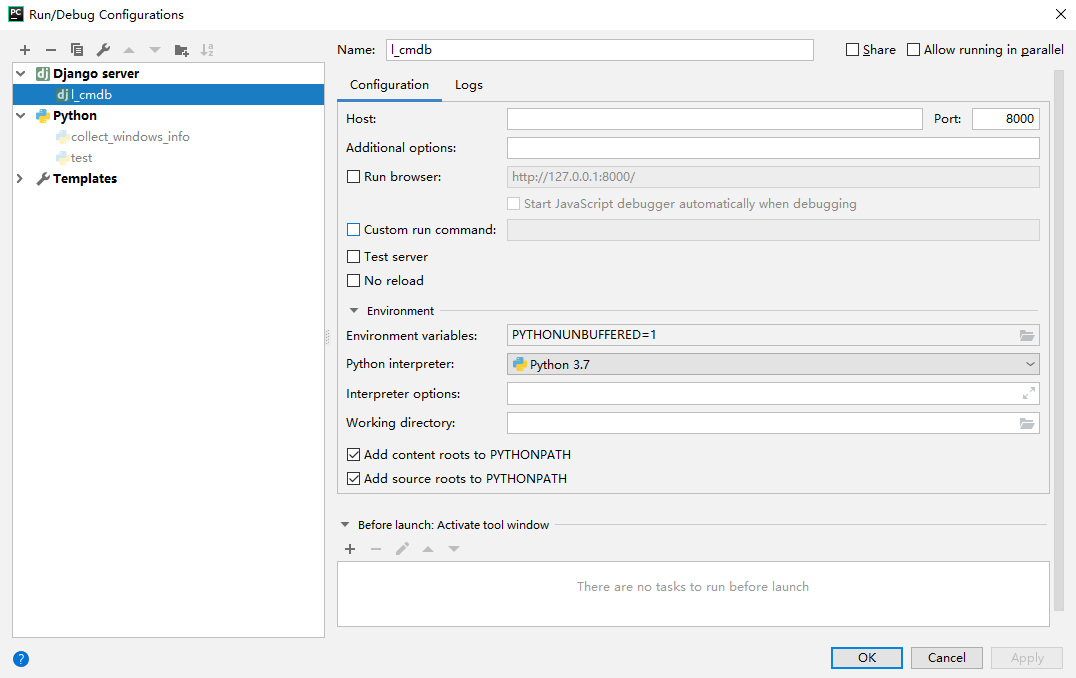 Run/Debug Configurations
Name: l_cmdb Share Allow running in parallel
Django server
l_cmdb
Python
collect_windows_info
test
Templates
Configuration Logs
Host: Port: 8000
Additional options:
Run browser: http://127.0.0.1:8000/
Start JavaScript debugger automatically when debugging
Custom run command:
Test server
No reload
Environment
Environment variables: PYTHONUNBUFFERED=1
Python interpreter: Python 3.7
Interpreter options:
Working directory:
Add content roots to PYTHONPATH
Add source roots to PYTHONPATH
Before launch: Activate tool window
There are no tasks to run before launch
OK Cancel Apply